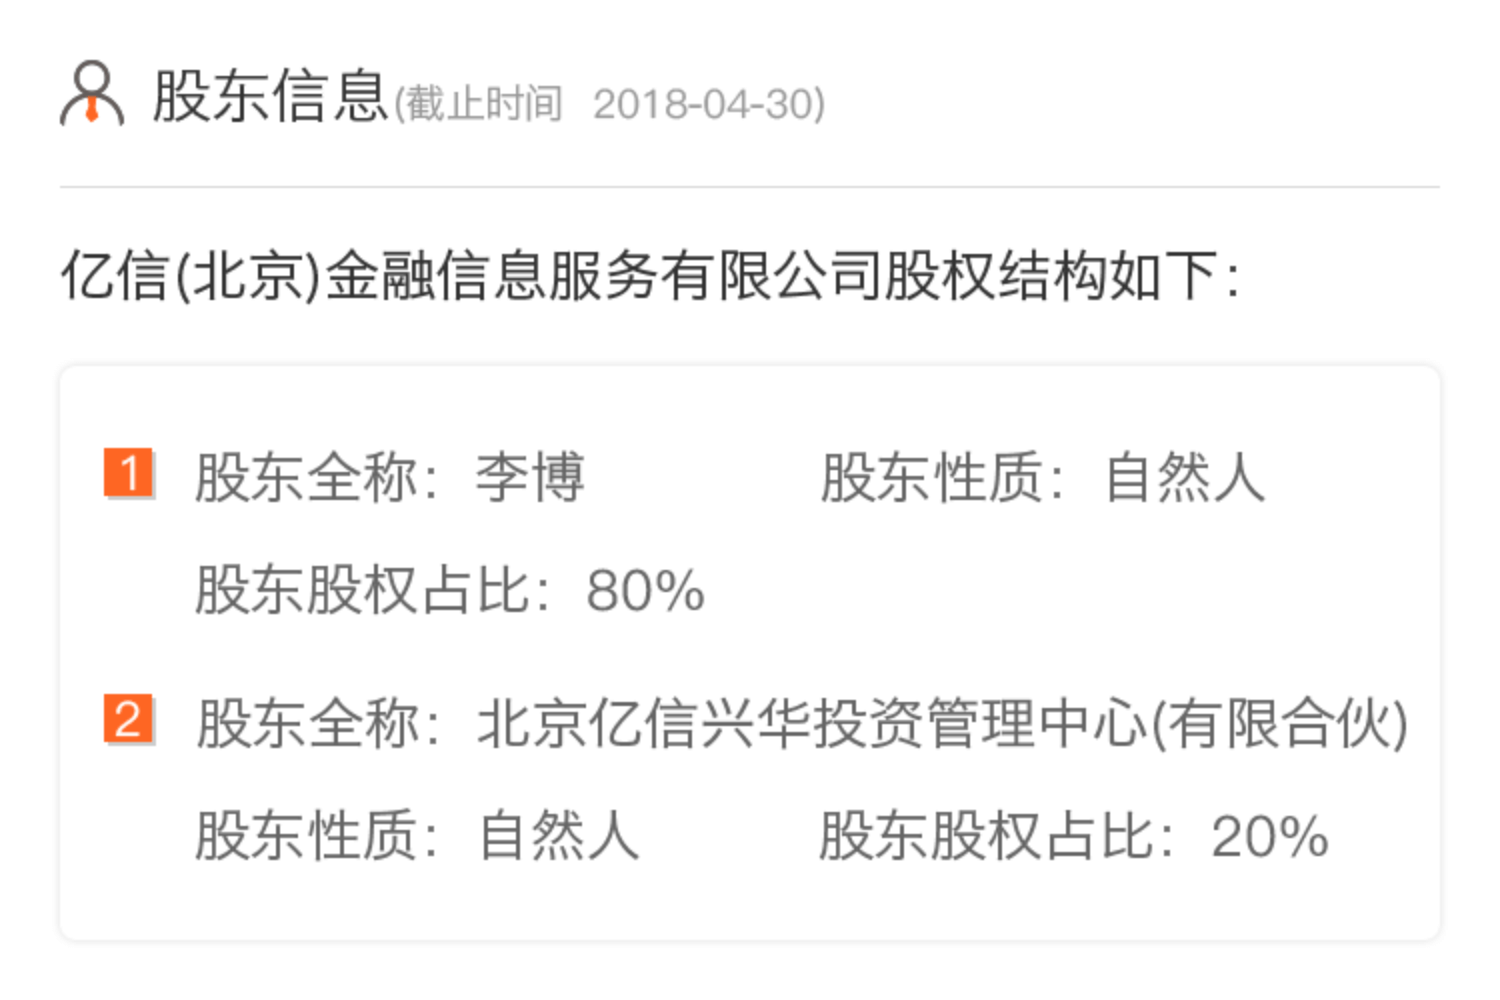 股东信息(截止时间 2018-04-30)
亿信(北京)金融信息服务有限公司股权结构如下：
1 股东全称：李博 股东性质：自然人
股东股权占比：80%
2 股东全称：北京亿信兴华投资管理中心(有限合伙)
股东性质：自然人 股东股权占比：20%